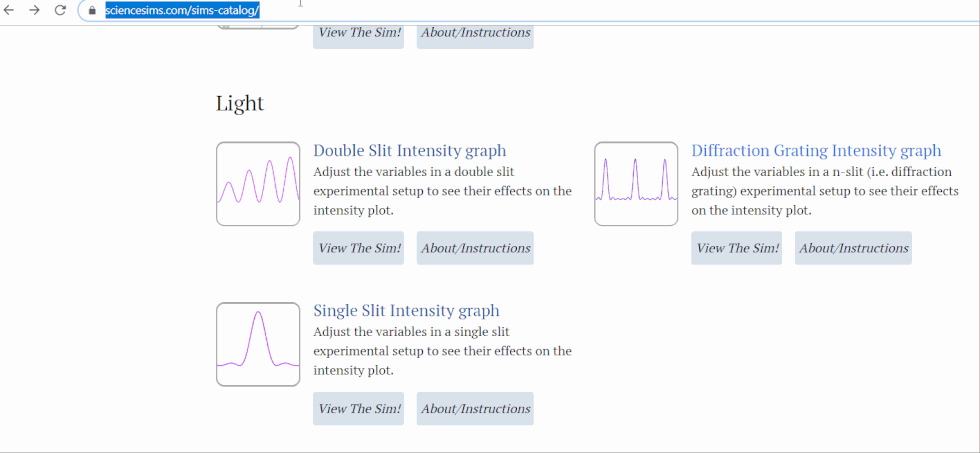 sciencesims.com/sims-catalog/
View The Sim! About/Instructions
Light
Double Slit Intensity graph
Adjust the variables in a double slit
experimental setup to see their effects on the
intensity plot.
View The Sim! About/Instructions
Diffraction Grating Intensity graph
Adjust the variables in a n-slit (i.e. diffraction
grating) experimental setup to see their effects
on the intensity plot.
View The Sim! About/Instructions
Single Slit Intensity graph
Adjust the variables in a single slit
experimental setup to see their effects on the
intensity plot.
View The Sim! About/Instructions